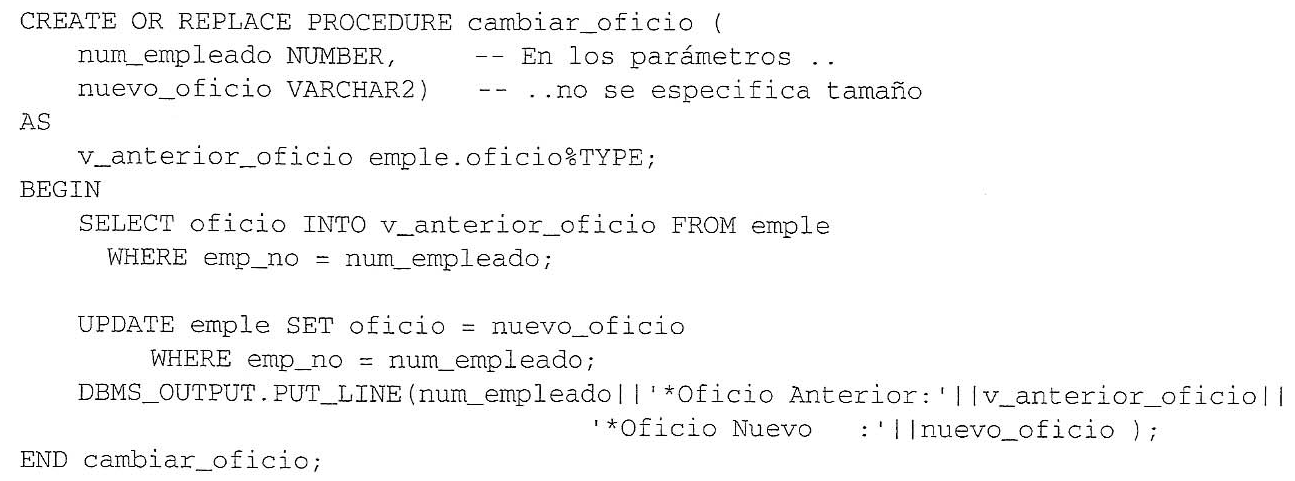 CREATE OR REPLACE PROCEDURE cambiar_oficio (
    num_empleado NUMBER,     -- En los parámetros ..
    nuevo_oficio VARCHAR2)   -- ..no se especifica tamaño
AS
    v_anterior_oficio emple.oficio%TYPE;
BEGIN
    SELECT oficio INTO v_anterior_oficio FROM emple
      WHERE emp_no = num_empleado;

    UPDATE emple SET oficio = nuevo_oficio
         WHERE emp_no = num_empleado;
    DBMS_OUTPUT.PUT_LINE(num_empleado||'*Oficio Anterior:'||v_anterior_oficio||
                                        '*Oficio Nuevo   :'||nuevo_oficio );
END cambiar_oficio;